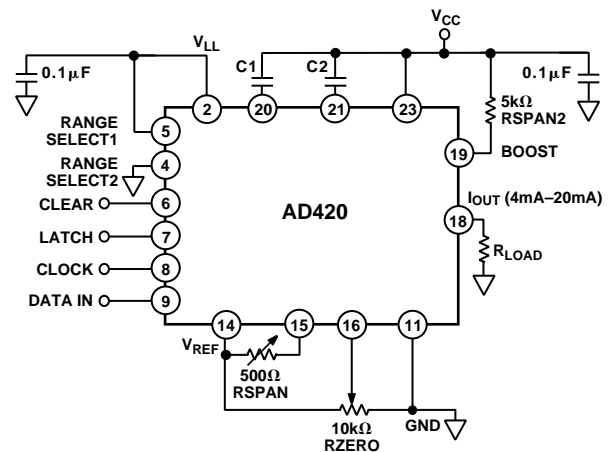 VCC
VLL
0.1µF
C1
C2
0.1µF
5kΩ
RSPAN2
2
20
21
23
RANGE
SELECT1
5
19
BOOST
RANGE
SELECT2
4
AD420
IOUT (4mA–20mA)
CLEAR
6
18
LATCH
7
RLOAD
CLOCK
8
DATA IN
9
14
15
16
11
VREF
500Ω
RSPAN
GND
10kΩ
RZERO